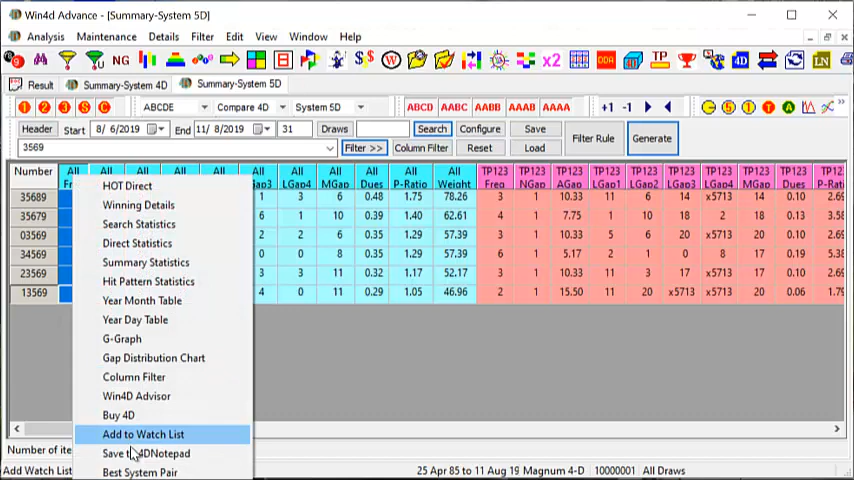 Win4d Advance - [Summary-System 5D]
Analysis Maintenance Details Filter Edit View Window Help
NG $$ W x2 DDR 4D TP 4D LN
Result Summary-System 4D Summary-System 5D
1 2 3 S C ABCDE Compare 4D System 5D ABCD AABC AABB AAAB AAAA +1 -1 T A
Header Start 8/ 6/2019 End 11/ 8/2019 31 Draws Search Configure Save Filter Rule Generate
3569 Filter >> Column Filter Reset Load
Number All All All All All All All All TP123 TP123 TP123 TP123 TP123 TP123 TP123 TP123 TP123 TP123
LGap4 MGap Dues P-Ratio Weight Freq NGap AGap LGap1 LGap2 LGap3 LGap4 MGap Dues
35689 1 3 6 0.48 1.75 78.26 3 1 10.33 11 6 14 x5713 14 0.10
35679 6 1 10 0.39 1.40 62.61 4 1 7.75 1 10 18 2 18 0.13
03569 2 2 6 0.35 1.29 57.39 3 1 10.33 5 6 20 x5713 20 0.10
34569 0 0 8 0.35 1.29 57.39 6 1 5.17 2 1 0 8 17 0.19
23569 3 3 11 0.32 1.17 52.17 3 1 10.33 11 3 17 x5713 17 0.10
13569 4 0 11 0.29 1.05 46.96 2 1 15.50 11 20 x5713 x5713 20 0.06
HOT Direct
Winning Details
Search Statistics
Direct Statistics
Summary Statistics
Hit Pattern Statistics
Year Month Table
Year Day Table
G-Graph
Gap Distribution Chart
Column Filter
Win4D Advisor
Buy 4D
Add to Watch List
Save 4DNotepad
Best System Pair
Number of
Add Watch List 25 Apr 85 to 11 Aug 19 Magnum 4-D 10000001 All Draws